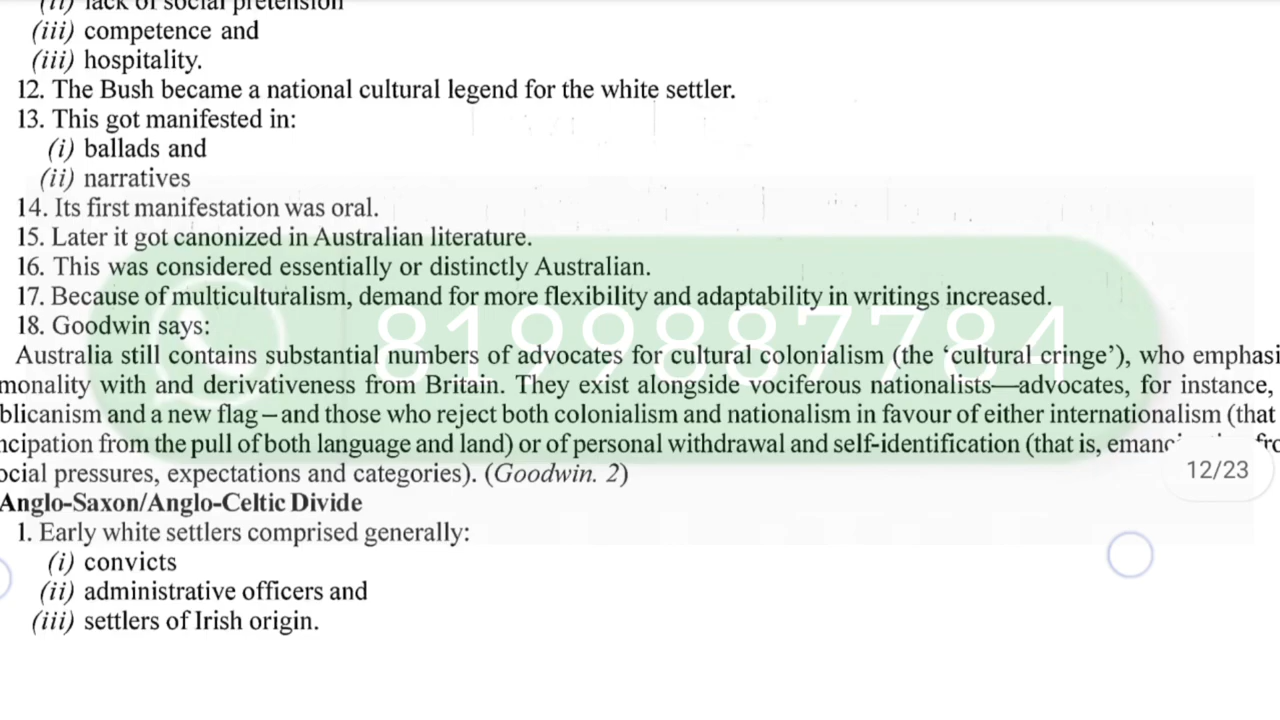 (ii) lack of social pretension
(iii) competence and
(iii) hospitality.
12. The Bush became a national cultural legend for the white settler.
13. This got manifested in:
(i) ballads and
(ii) narratives
14. Its first manifestation was oral.
15. Later it got canonized in Australian literature.
16. This was considered essentially or distinctly Australian.
17. Because of multiculturalism, demand for more flexibility and adaptability in writings increased.
18. Goodwin says:
8199887784
Australia still contains substantial numbers of advocates for cultural colonialism (the ‘cultural cringe’), who emphasi
monality with and derivativeness from Britain. They exist alongside vociferous nationalists—advocates, for instance,
blicanism and a new flag – and those who reject both colonialism and nationalism in favour of either internationalism (that
ncipation from the pull of both language and land) or of personal withdrawal and self-identification (that is,
ocial pressures, expectations and categories). (Goodwin. 2)
12/23
Anglo-Saxon/Anglo-Celtic Divide
1. Early white settlers comprised generally:
(i) convicts
(ii) administrative officers and
(iii) settlers of Irish origin.